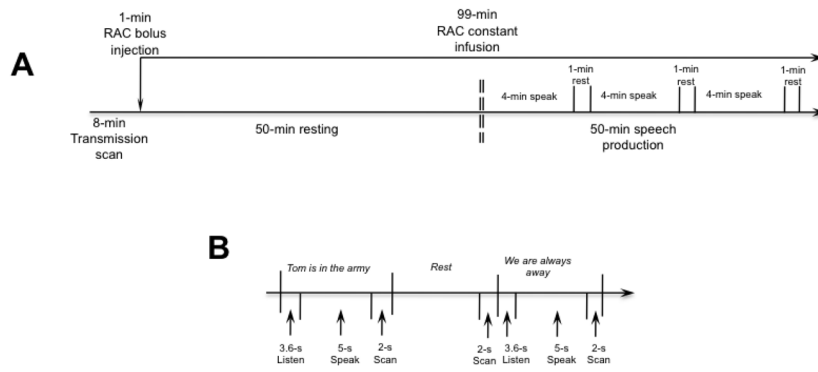 1-min
RAC bolus
injection
99-min
RAC constant
infusion
A
1-min
rest
1-min
rest
1-min
rest
4-min speak
4-min speak
4-min speak
8-min
Transmission
scan
50-min resting
50-min speech
production
B
Tom is in the army
Rest
We are always
away
3.6-s
Listen
5-s
Speak
2-s
Scan
2-s
Scan
3.6-s
Listen
5-s
Speak
2-s
Scan